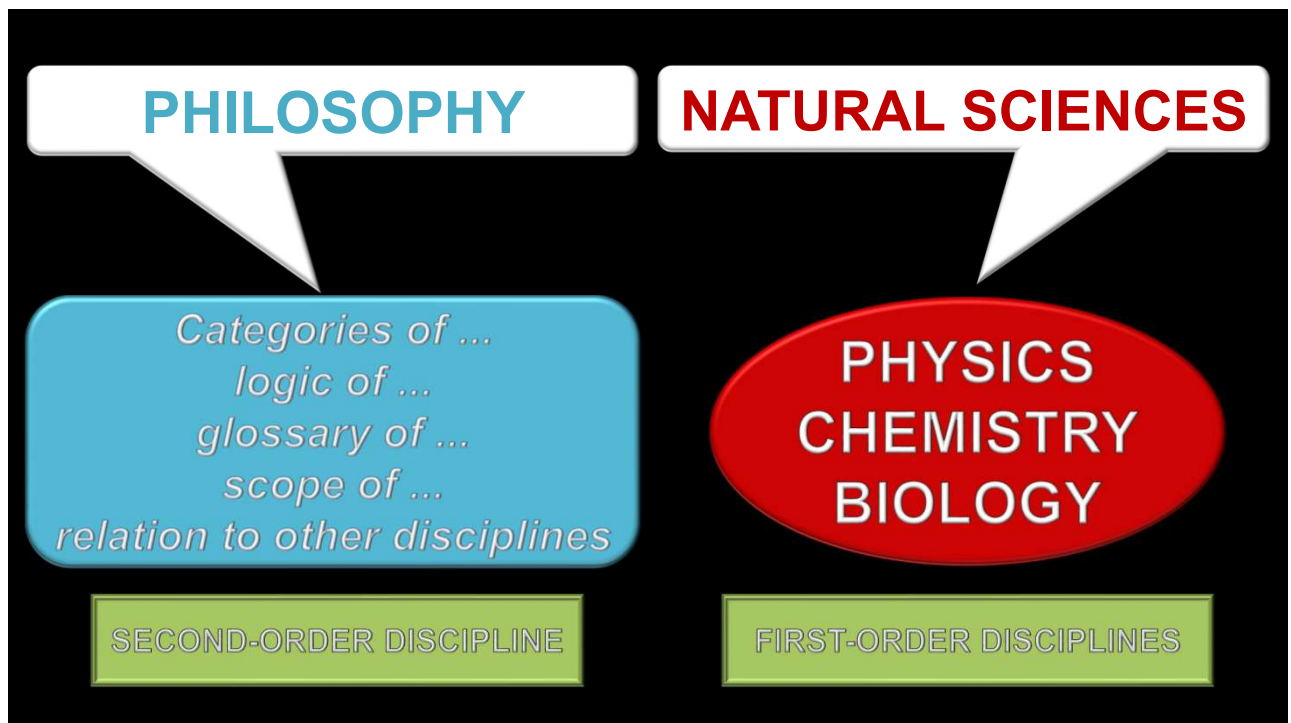 PHILOSOPHY
Categories of ...
logic of ...
glossary of ...
scope of ...
relation to other disciplines
SECOND-ORDER DISCIPLINE
NATURAL SCIENCES
PHYSICS
CHEMISTRY
BIOLOGY
FIRST-ORDER DISCIPLINES